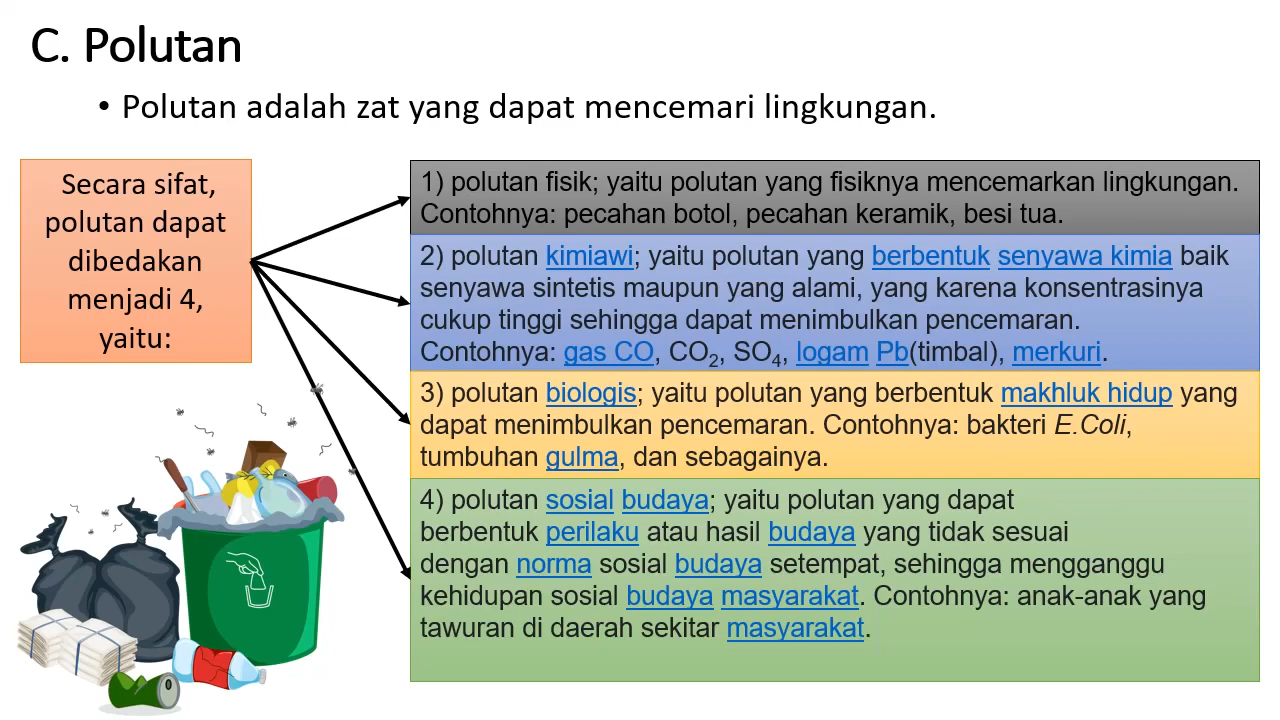 C. Polutan
• Polutan adalah zat yang dapat mencemari lingkungan.
Secara sifat,
polutan dapat
dibedakan
menjadi 4,
yaitu:
1) polutan fisik; yaitu polutan yang fisiknya mencemarkan lingkungan.
Contohnya: pecahan botol, pecahan keramik, besi tua.
2) polutan kimiawi; yaitu polutan yang berbentuk senyawa kimia baik
senyawa sintetis maupun yang alami, yang karena konsentrasinya
cukup tinggi sehingga dapat menimbulkan pencemaran.
Contohnya: gas CO, CO₂, SO₄, logam Pb(timbal), merkuri.
3) polutan biologis; yaitu polutan yang berbentuk makhluk hidup yang
dapat menimbulkan pencemaran. Contohnya: bakteri E.Coli,
tumbuhan gulma, dan sebagainya.
4) polutan sosial budaya; yaitu polutan yang dapat
berbentuk perilaku atau hasil budaya yang tidak sesuai
dengan norma sosial budaya setempat, sehingga mengganggu
kehidupan sosial budaya masyarakat. Contohnya: anak-anak yang
tawuran di daerah sekitar masyarakat.